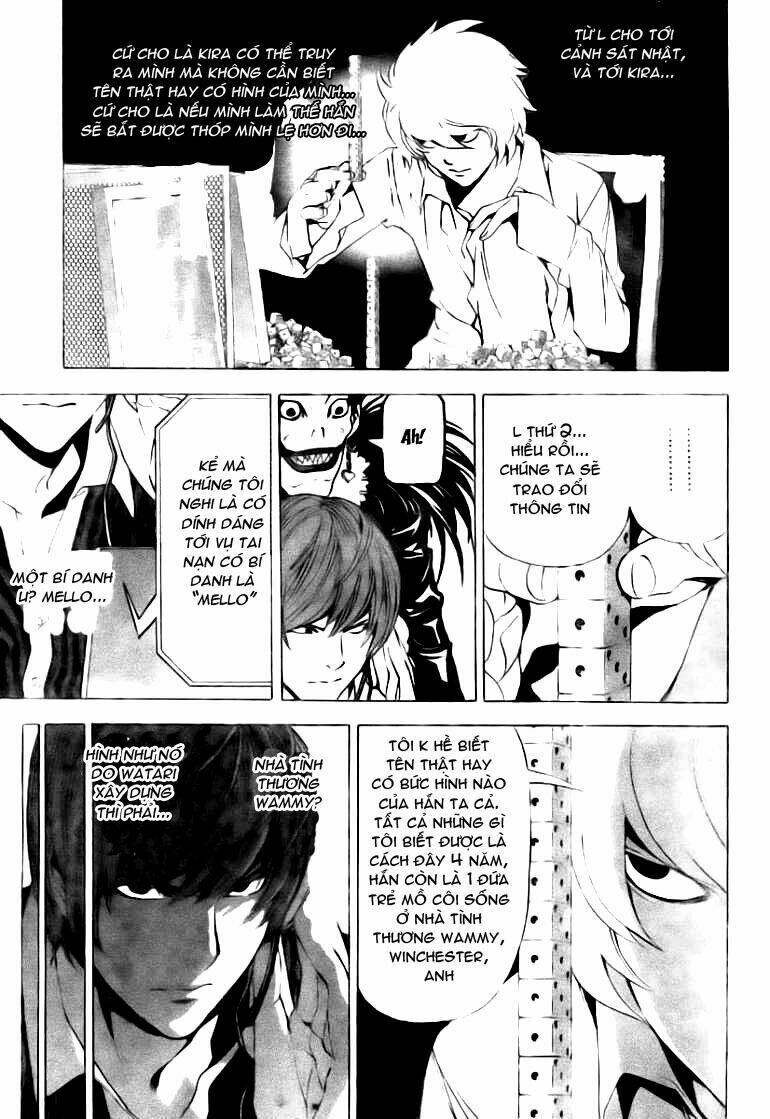 TỪ L CHO TỚI
CẢNH SÁT NHẬT,
VÀ TỚI KIRA...
CỨ CHO LÀ KIRA CÓ THỂ TRUY
RA MÌNH MÀ KHÔNG CẦN BIẾT
TÊN THẬT HAY CÓ HÌNH CỦA MÌNH...
CỨ CHO LÀ NẾU MÌNH LÀM THẾ HẮN
SẼ BẮT ĐƯỢC THÓP MÌNH LẸ HƠN ĐI...
..........
L THỨ 2...
HIỂU RỒI...
CHÚNG TA SẼ
TRAO ĐỔI
THÔNG TIN
Ah!
KẺ MÀ
CHÚNG TÔI
NGHI LÀ CÓ
DÍNH DÁNG
TỚI VỤ TAI
NẠN CÓ BÍ
DANH LÀ
"MELLO"
MỘT BÍ DANH
Ư? MELLO...
TÔI K HỀ BIẾT
TÊN THẬT HAY
CÓ BỨC HÌNH NÀO
CỦA HẮN TA CẢ.
TẤT CẢ NHỮNG GÌ
TÔI BIẾT ĐƯỢC LÀ
CÁCH ĐÂY 4 NĂM,
HẮN CÒN LÀ 1 ĐỨA
TRẺ MỒ CÔI SỐNG
Ở NHÀ TÌNH
THƯƠNG WAMMY,
WINCHESTER,
ANH
NHÀ TÌNH
THƯƠNG
WAMMY?
HÌNH NHƯ NÓ
DO WATARI
XÂY DỰNG
THÌ PHẢI...